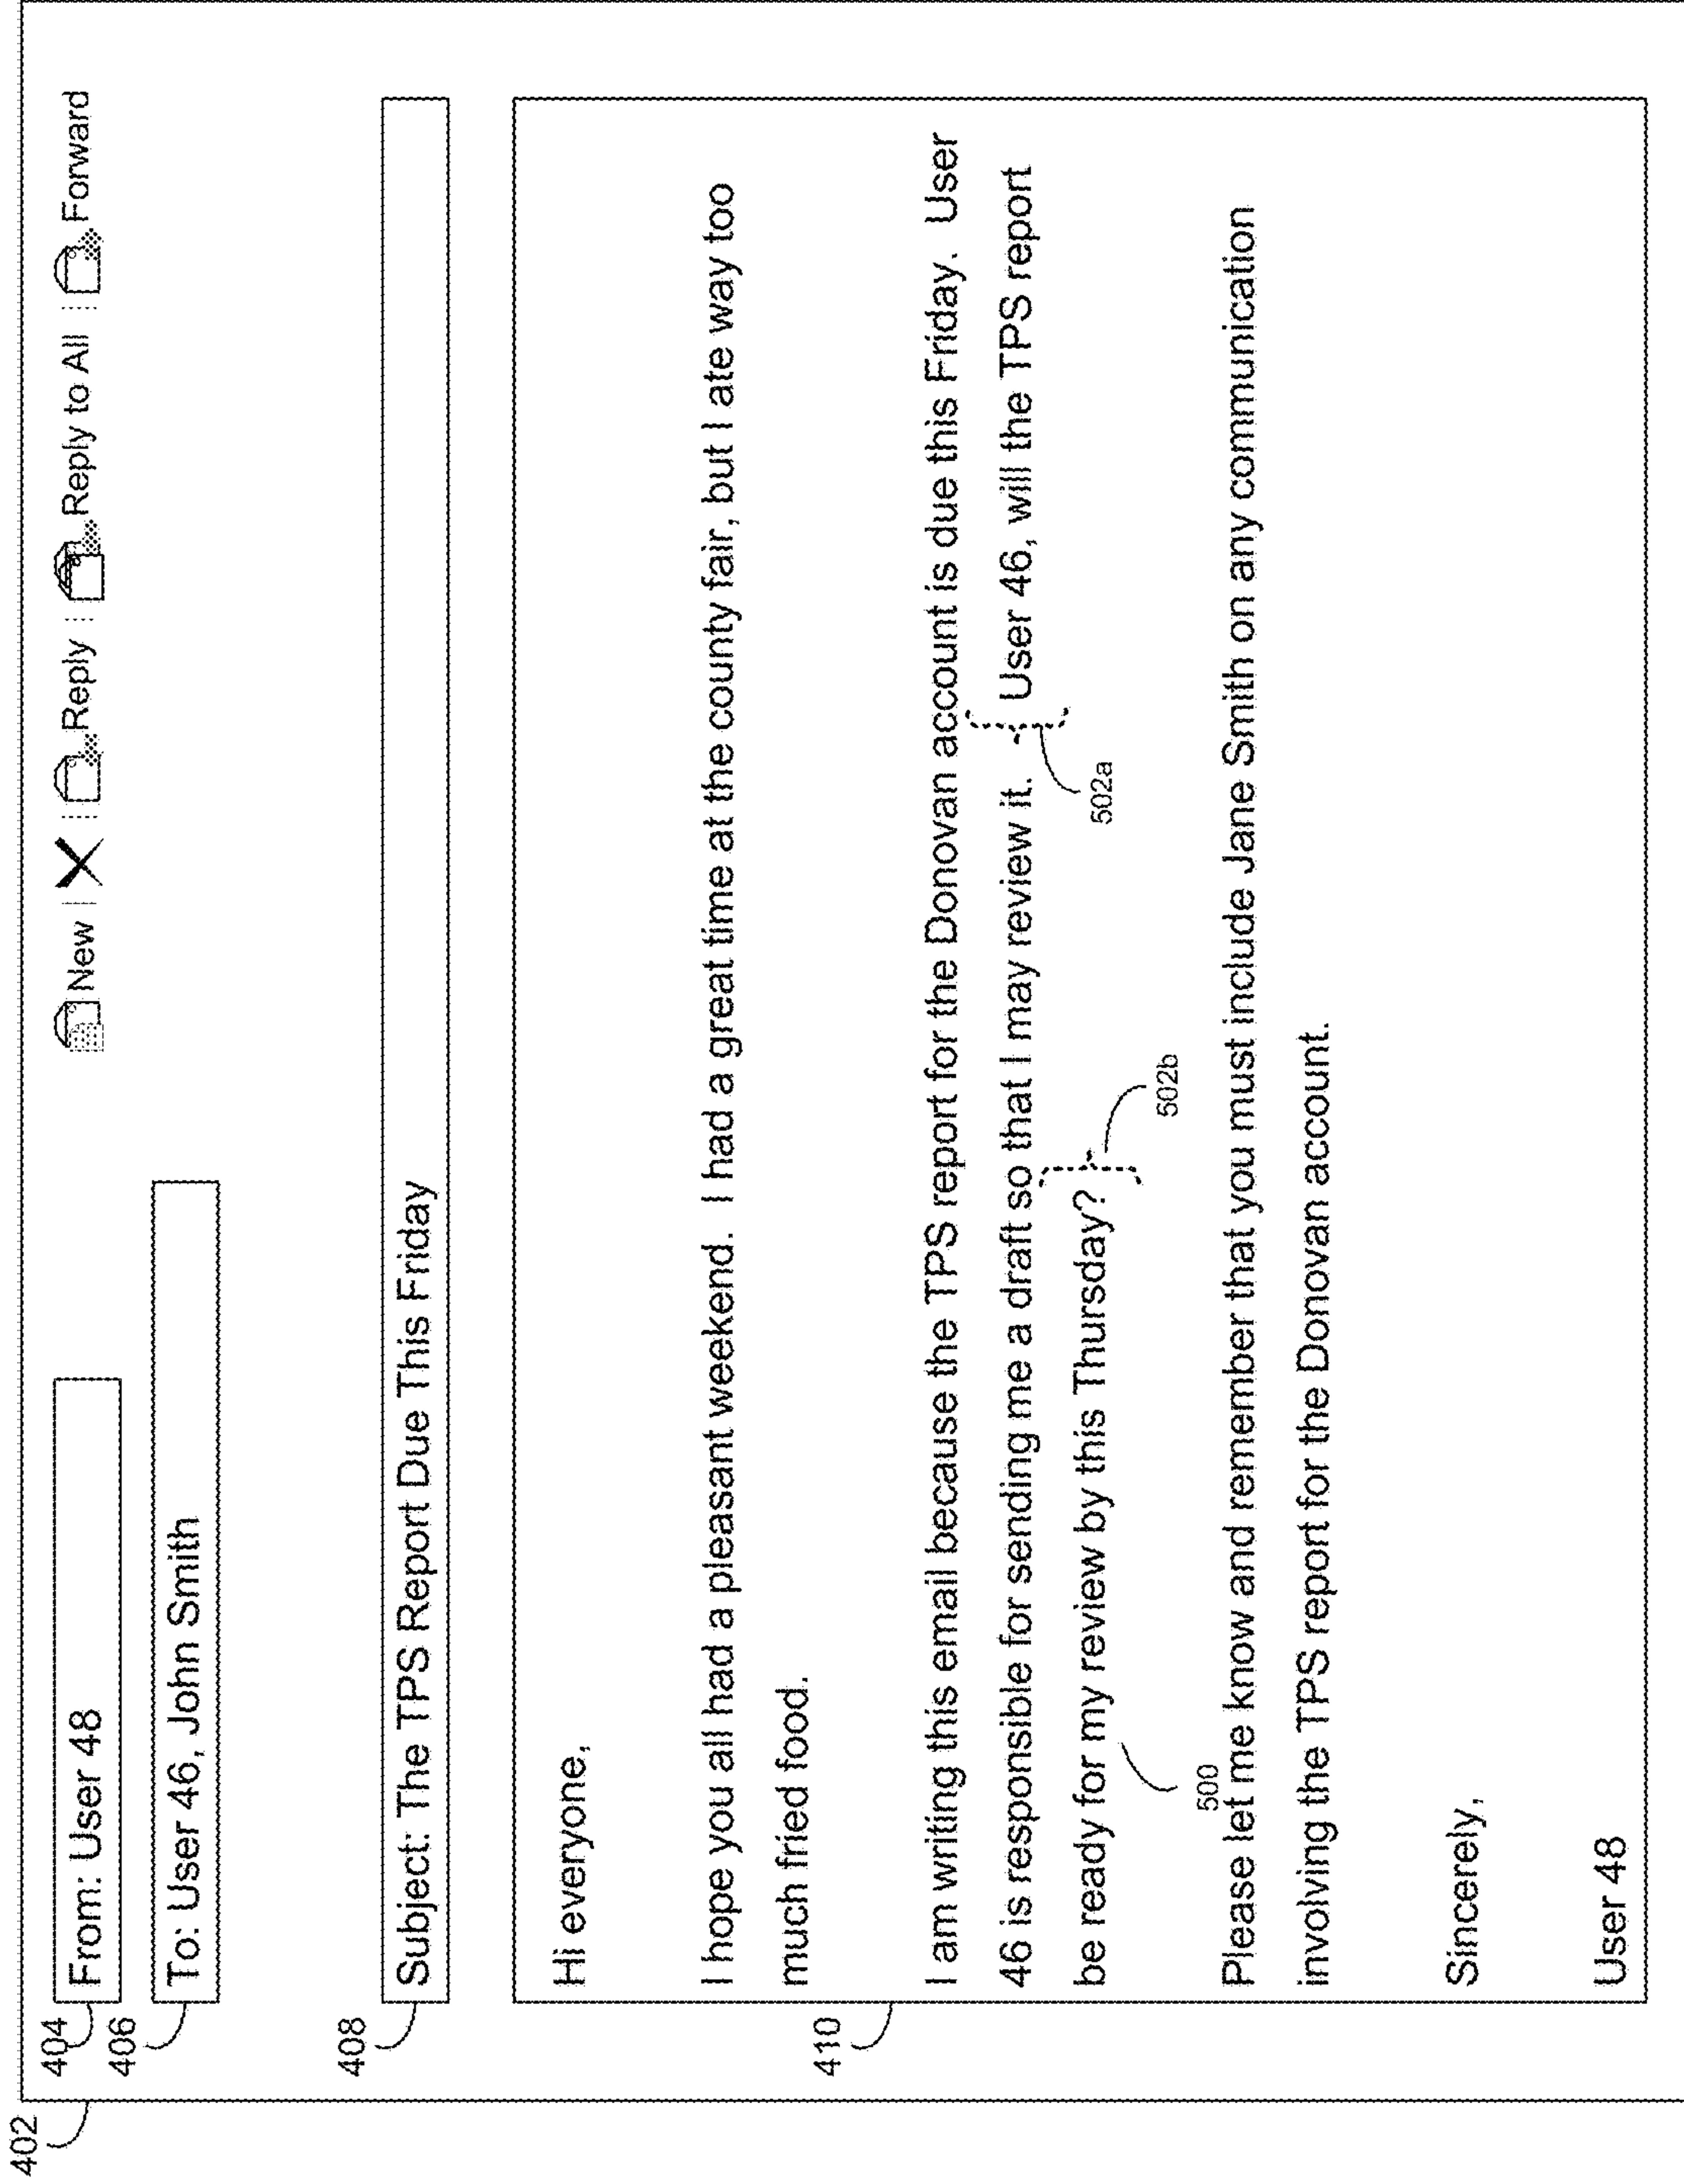 402
404
From: User 48
New
Reply
Reply to All
Forward
406
To: User 46, John Smith
408
Subject: The TPS Report Due This Friday
410
Hi everyone,
I hope you all had a pleasant weekend. I had a great time at the county fair, but I ate way too
much fried food.
I am writing this email because the TPS report for the Donovan account is due this Friday. User
46 is responsible for sending me a draft so that I may review it. User 46, will the TPS report
502a
be ready for my review by this Thursday?
502b
500
Please let me know and remember that you must include Jane Smith on any communication
involving the TPS report for the Donovan account.
Sincerely,
User 48